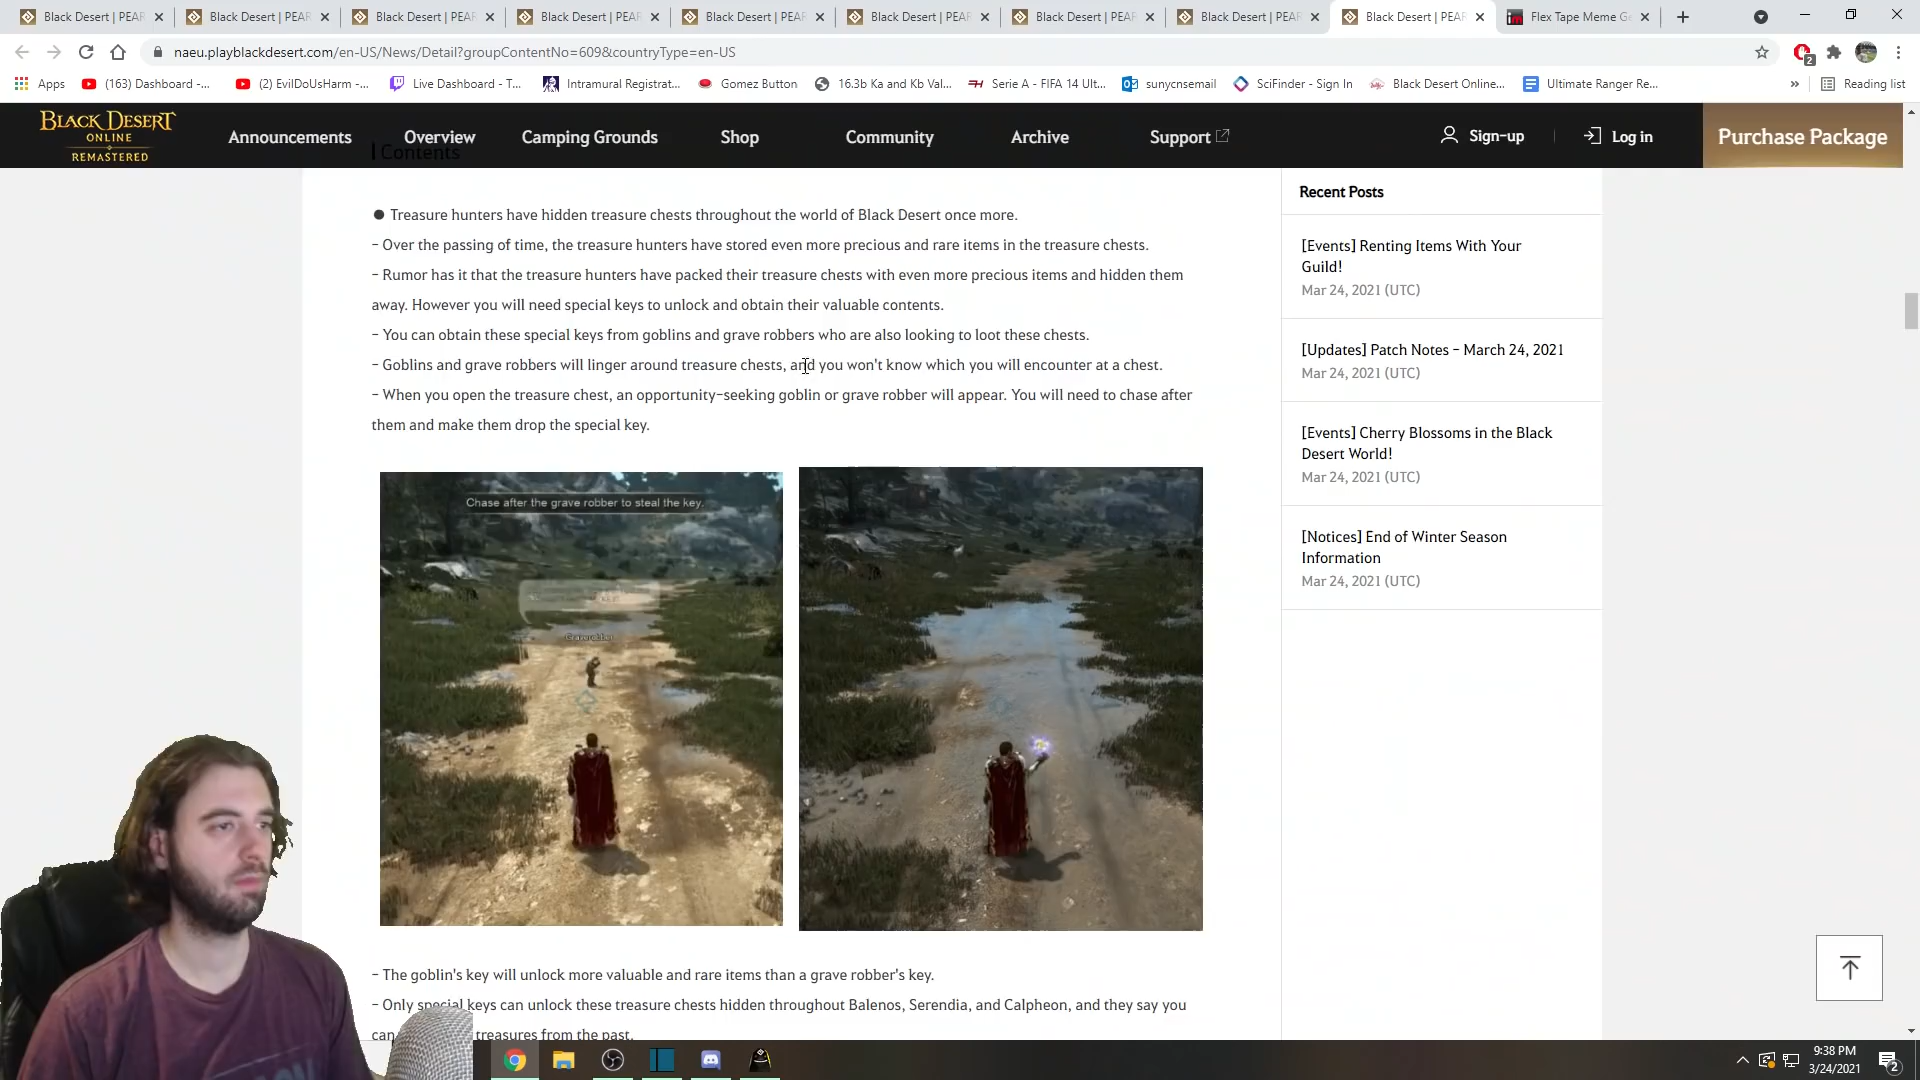 Black Desert | PEAR
Black Desert | PEAR
Black Desert | PEAR
Black Desert | PEAR
Black Desert | PEAR
Black Desert | PEAR
Black Desert | PEAR
Black Desert | PEAR
Black Desert | PEAR
Flex Tape Meme Ge
naeu.playblackdesert.com/en-US/News/Detail?groupContentNo=609&countryType=en-US
2
Apps
(163) Dashboard -...
(2) EvilDoUsHarm -...
Live Dashboard - T...
Intramural Registrat...
Gomez Button
16.3b Ka and Kb Val...
Serie A - FIFA 14 Ult...
sunycnsemail
SciFinder - Sign In
Black Desert Online...
Ultimate Ranger Re...
»
Reading list
BLACK DESERT
ONLINE
REMASTERED
Announcements
Overview
Camping Grounds
Shop
Community
Archive
Support
Sign-up
Log in
Purchase Package
Contents
● Treasure hunters have hidden treasure chests throughout the world of Black Desert once more.
- Over the passing of time, the treasure hunters have stored even more precious and rare items in the treasure chests.
- Rumor has it that the treasure hunters have packed their treasure chests with even more precious items and hidden them
away. However you will need special keys to unlock and obtain their valuable contents.
- You can obtain these special keys from goblins and grave robbers who are also looking to loot these chests.
- Goblins and grave robbers will linger around treasure chests, and you won't know which you will encounter at a chest.
- When you open the treasure chest, an opportunity-seeking goblin or grave robber will appear. You will need to chase after
them and make them drop the special key.
Chase after the grave robber to steal the key.
Graverobber
- The goblin's key will unlock more valuable and rare items than a grave robber's key.
- Only special keys can unlock these treasure chests hidden throughout Balenos, Serendia, and Calpheon, and they say you
can treasures from the past.
Recent Posts
[Events] Renting Items With Your
Guild!
Mar 24, 2021 (UTC)
[Updates] Patch Notes - March 24, 2021
Mar 24, 2021 (UTC)
[Events] Cherry Blossoms in the Black
Desert World!
Mar 24, 2021 (UTC)
[Notices] End of Winter Season
Information
Mar 24, 2021 (UTC)
9:38 PM
3/24/2021
2